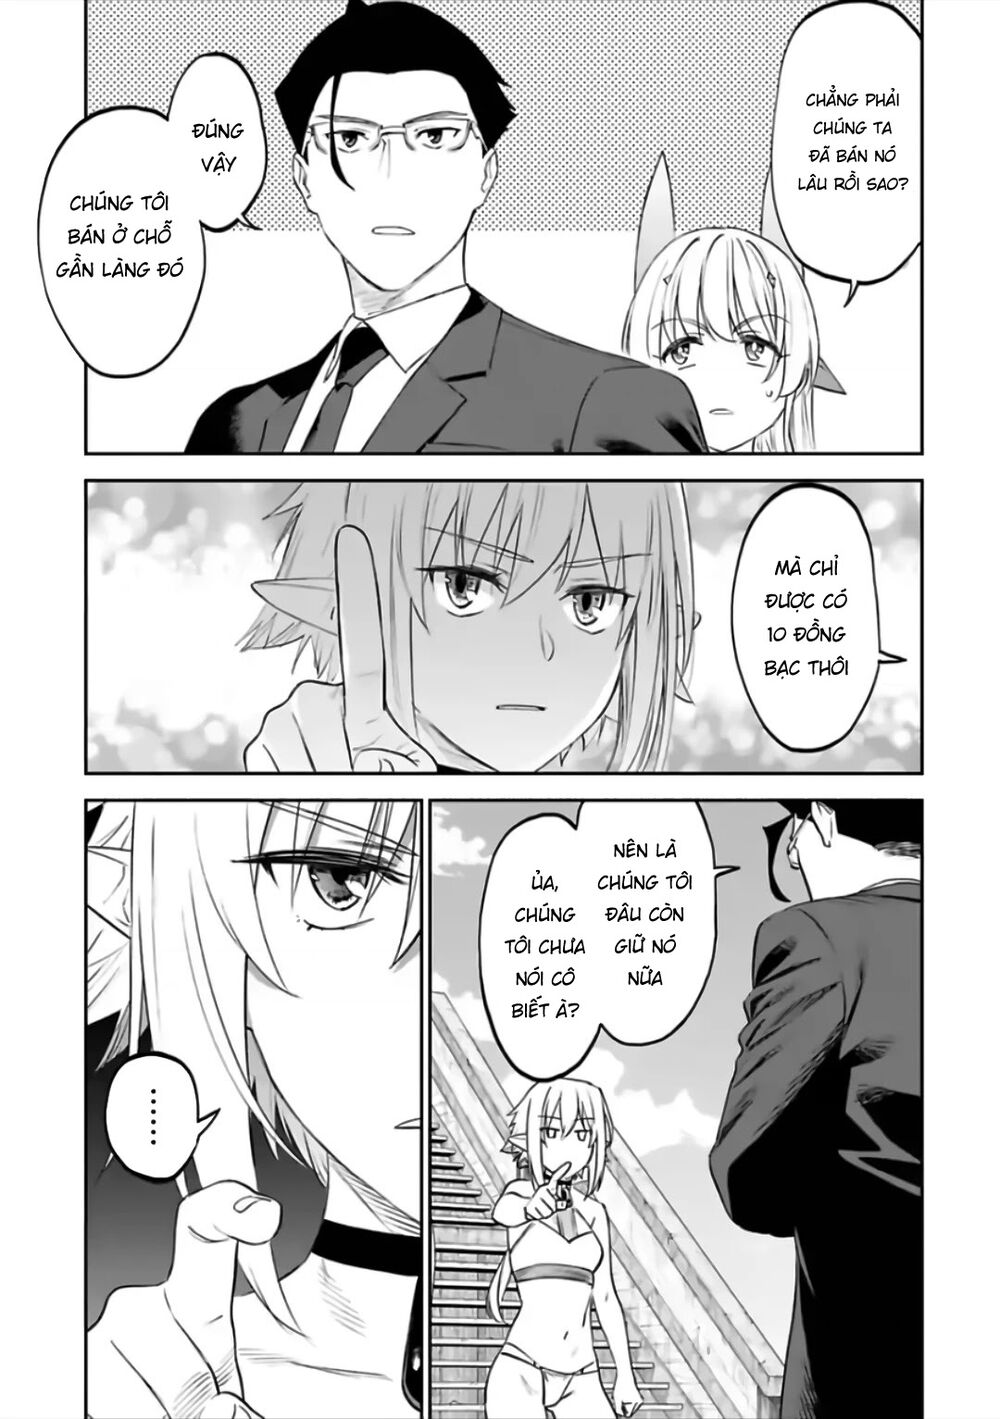 CHẲNG PHẢI
CHÚNG TA
ĐÃ BÁN NÓ
LÂU RỒI SAO?
ĐÚNG
VẬY
CHÚNG TÔI
BÁN Ở CHỖ
GẦN LÀNG ĐÓ
MÀ CHỈ
ĐƯỢC CÓ
10 ĐỒNG
BẠC THÔI
NÊN LÀ
CHÚNG TÔI
ĐÂU CÒN
GIỮ NÓ
NỮA
ỦA,
CHÚNG
TÔI CHƯA
NÓI CÔ
BIẾT À?
......